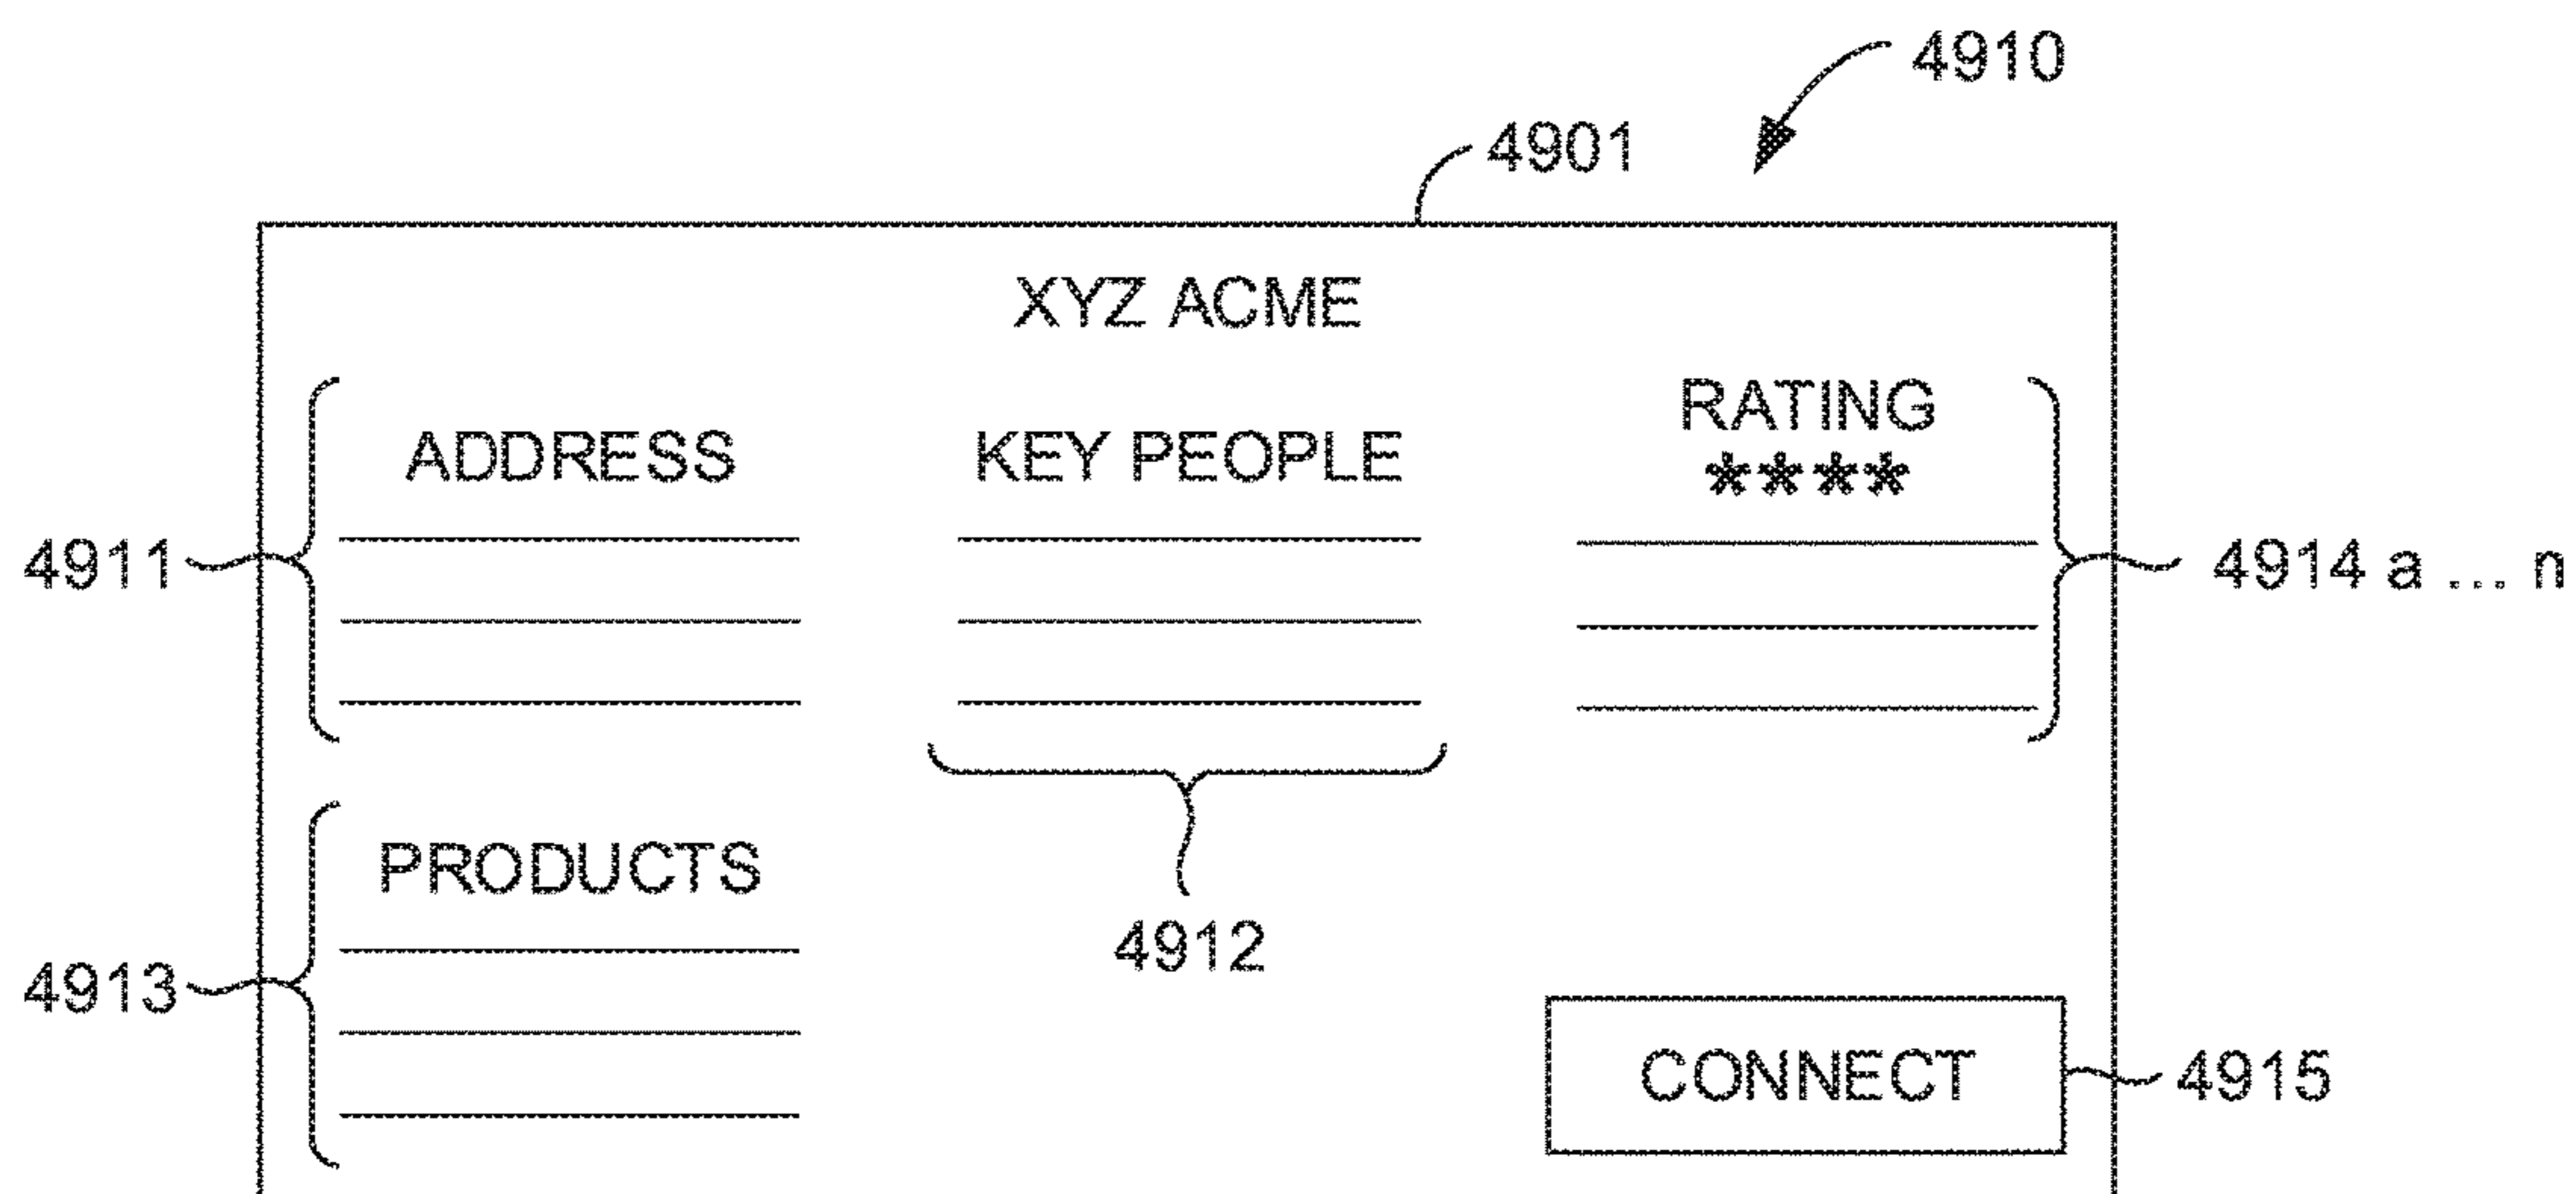 4910
4901
XYZ ACME
RATING
ADDRESS KEY PEOPLE ****
4911 4914 a ... n
PRODUCTS
4912
4913
CONNECT 4915